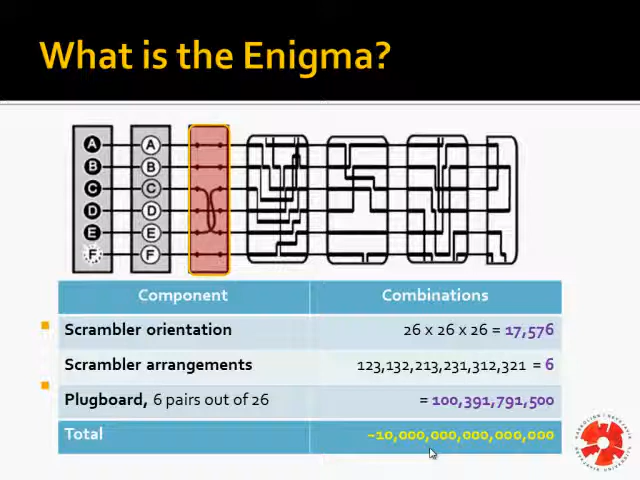 What is the Enigma?
A A
B B
C C
D D
E E
F F
Component Combinations
Scrambler orientation 26 x 26 x 26 = 17,576
Scrambler arrangements 123,132,213,231,312,321 = 6
Plugboard, 6 pairs out of 26 = 100,391,791,500
Total ~10,000,000,000,000,000